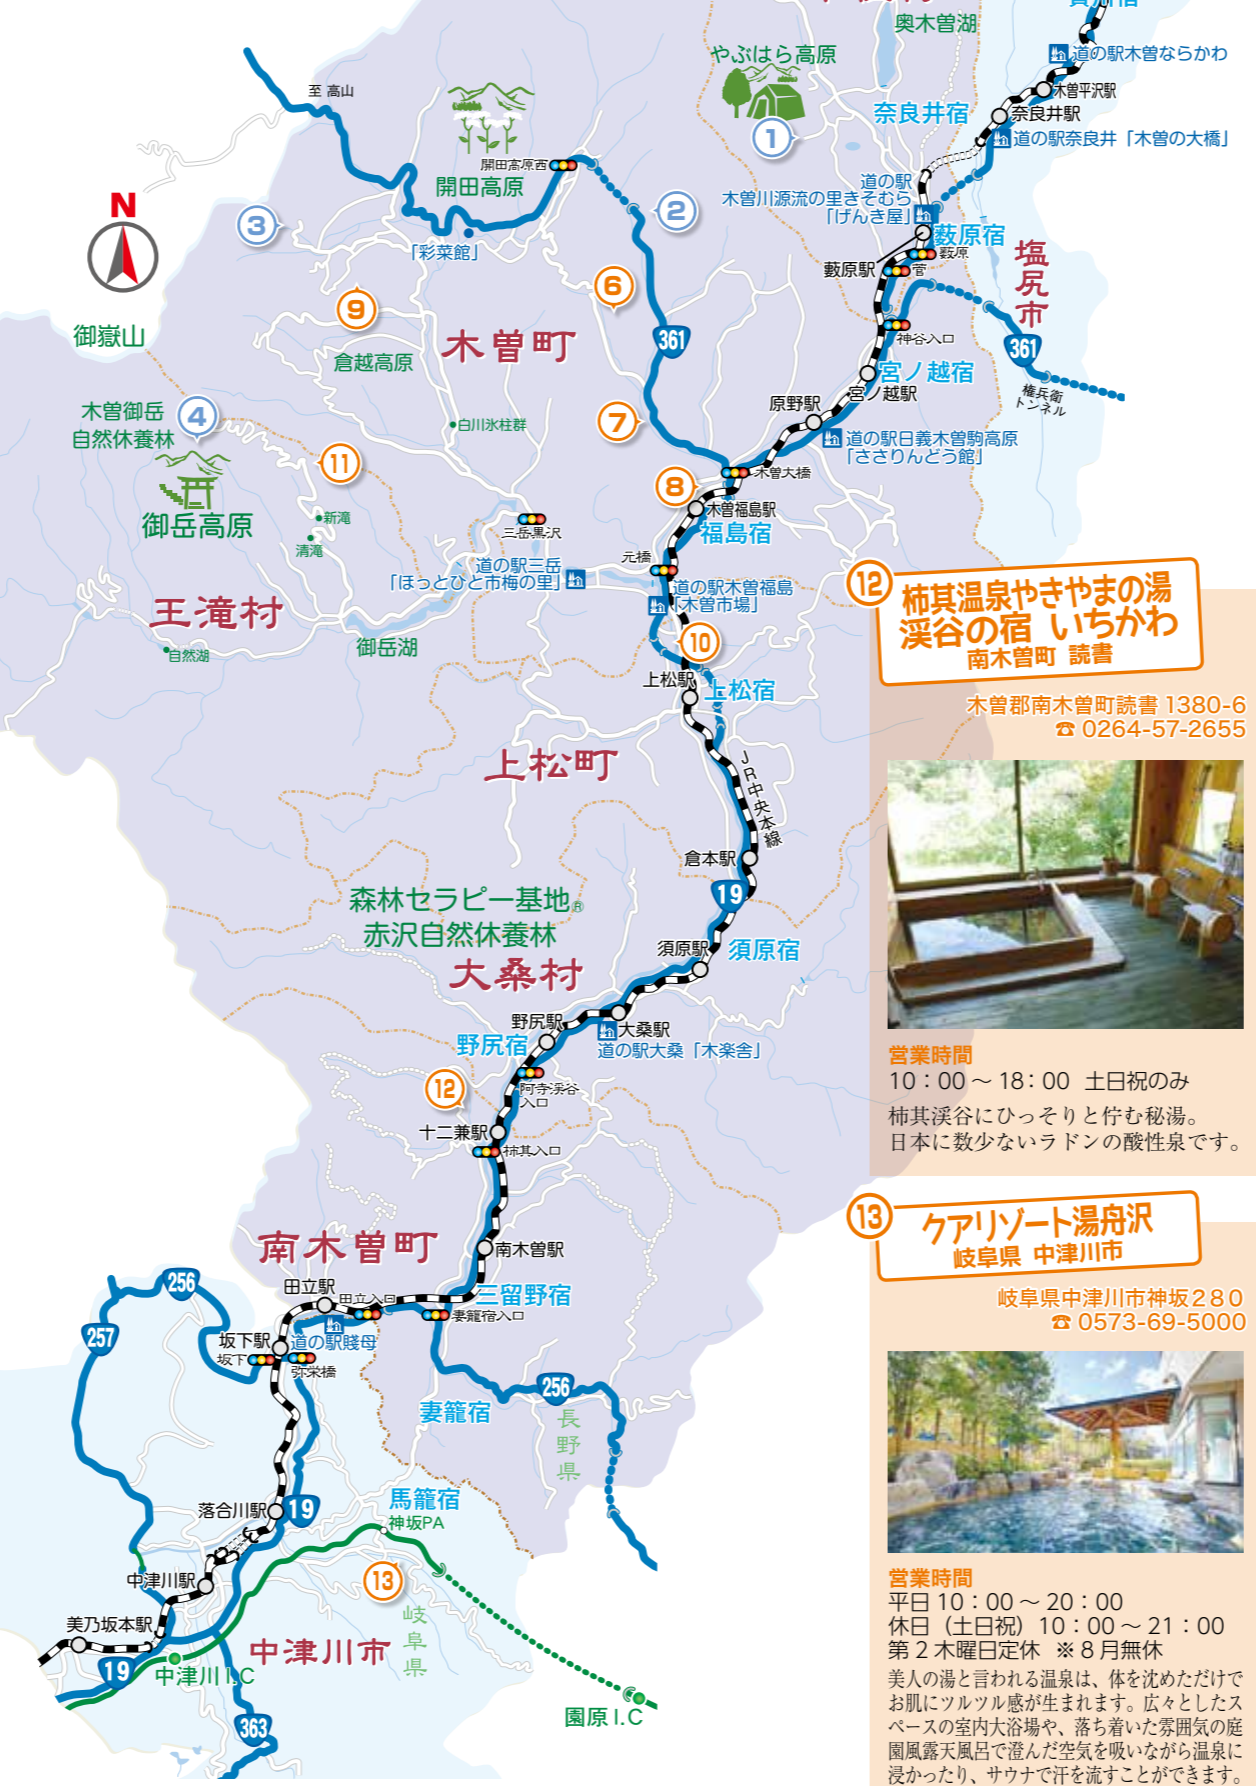 奥木曽湖
やぶはら高原
道の駅木曽ならかわ
至 高山
木曽平沢駅
奈良井宿
奈良井駅
1
道の駅奈良井「木曽の大橋」
開田高原西
開田高原
道の駅
木曽川源流の里きそむら
「げんき屋」
N
3
2
「彩菜館」
藪原宿
藪原
藪原駅
菅
塩尻市
6
9
御嶽山
木曽町
361
神谷入口
361
倉越高原
宮ノ越宿
宮ノ越駅
権兵衛
トンネル
木曽御岳
自然休養林
4
白川氷柱群
7
原野駅
道の駅日義木曽駒高原
「ささりんどう館」
11
8
木曽大橋
木曽福島駅
御岳高原
新滝
清滝
三岳黒沢
福島宿
元橋
道の駅三岳
「ほっとひと市梅の里」
道の駅木曽福島
「木曽市場」
王滝村
御岳湖
自然湖
10
上松駅
上松宿
上松町
JR中央本線
倉本駅
19
森林セラピー基地®
赤沢自然休養林
須原駅
須原宿
大桑村
野尻駅
大桑駅
野尻宿
道の駅大桑「木楽舎」
阿寺渓谷
入口
12
十二兼駅
柿其入口
南木曽町
南木曽駅
256
田立駅
田立入口
三留野宿
257
妻籠宿入口
坂下駅
道の駅賤母
坂下
弥栄橋
256
妻籠宿
長野県
馬籠宿
落合川駅
19
神坂PA
中津川駅
13
岐阜県
美乃坂本駅
中津川市
19
中津川I.C
園原I.C
363
12
柿其温泉やきやまの湯
渓谷の宿 いちかわ
南木曽町 読書
木曽郡南木曽町読書1380-6
☎ 0264-57-2655
営業時間
10：00～18：00 土日祝のみ
柿其渓谷にひっそりと佇む秘湯。
日本に数少ないラドンの酸性泉です。
13
クアリゾート湯舟沢
岐阜県 中津川市
岐阜県中津川市神坂280
☎ 0573-69-5000
営業時間
平日10：00～20：00
休日（土日祝）10：00～21：00
第2木曜日定休 ※8月無休
美人の湯と言われる温泉は、体を沈めただけで
お肌にツルツル感が生まれます。広々としたス
ペースの室内大浴場や、落ち着いた雰囲気の庭
園風露天風呂で澄んだ空気を吸いながら温泉に
浸かったり、サウナで汗を流すことができます。